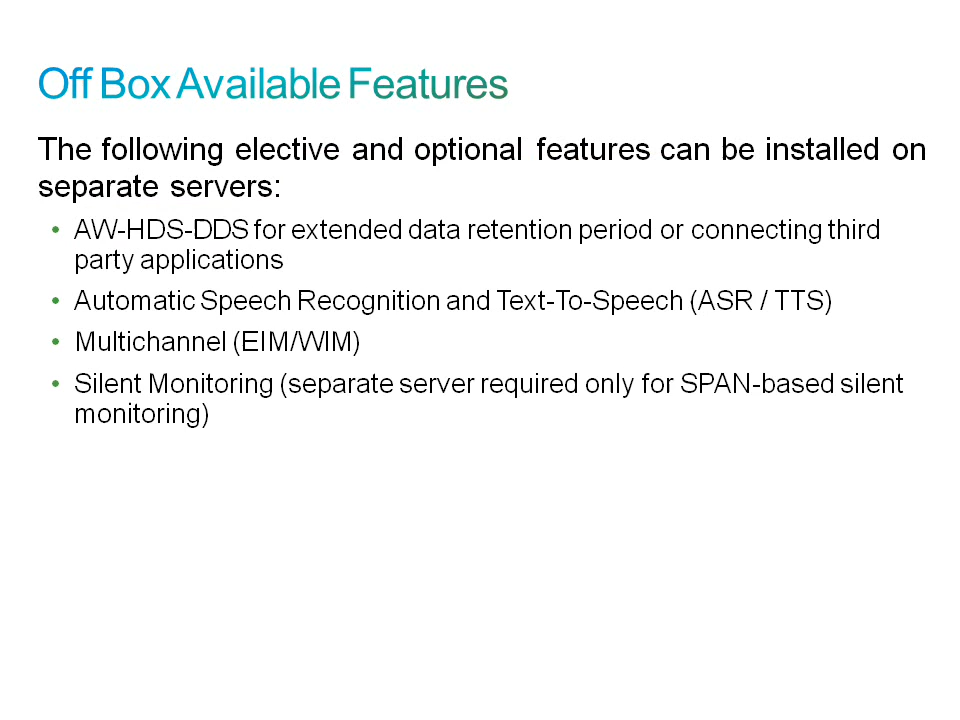 Off Box Available Features
The following elective and optional features can be installed on
separate servers:
• AW-HDS-DDS for extended data retention period or connecting third
party applications
• Automatic Speech Recognition and Text-To-Speech (ASR / TTS)
• Multichannel (EIM/WIM)
• Silent Monitoring (separate server required only for SPAN-based silent
monitoring)